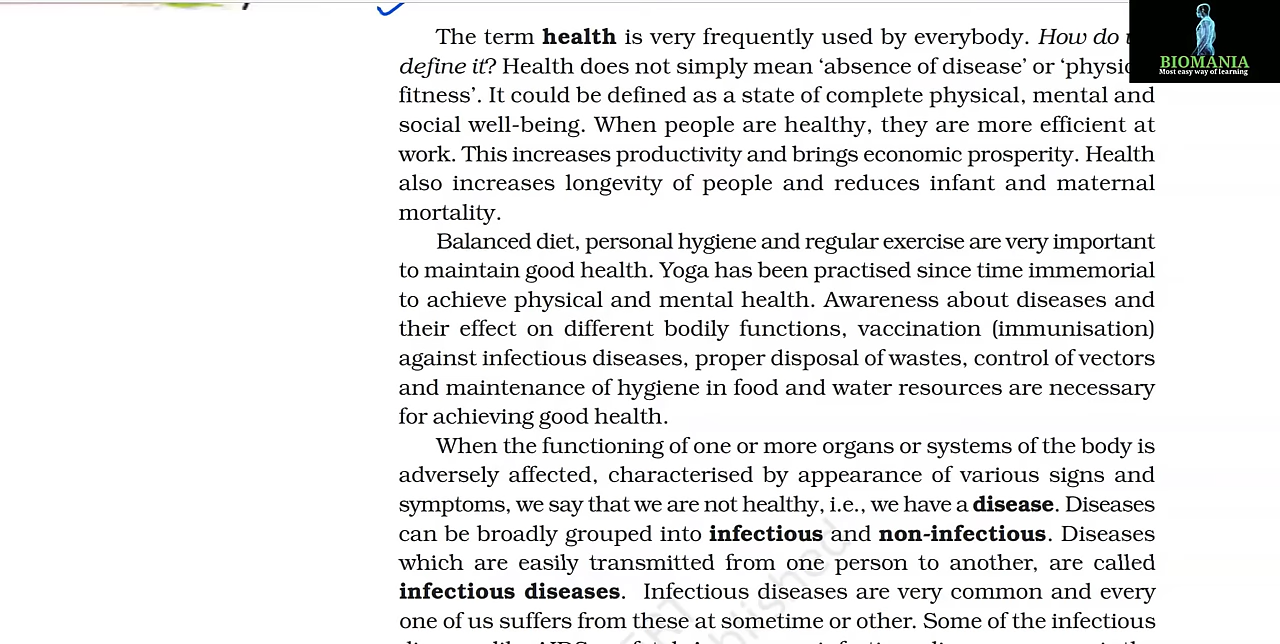 The term health is very frequently used by everybody. How do
define it? Health does not simply mean ‘absence of disease’ or
fitness’. It could be defined as a state of complete physical, mental and
social well-being. When people are healthy, they are more efficient at
work. This increases productivity and brings economic prosperity. Health
also increases longevity of people and reduces infant and maternal
mortality.
Balanced diet, personal hygiene and regular exercise are very important
to maintain good health. Yoga has been practised since time immemorial
to achieve physical and mental health. Awareness about diseases and
their effect on different bodily functions, vaccination (immunisation)
against infectious diseases, proper disposal of wastes, control of vectors
and maintenance of hygiene in food and water resources are necessary
for achieving good health.
When the functioning of one or more organs or systems of the body is
adversely affected, characterised by appearance of various signs and
symptoms, we say that we are not healthy, i.e., we have a disease. Diseases
can be broadly grouped into infectious and non-infectious. Diseases
which are easily transmitted from one person to another, are called
infectious diseases. Infectious diseases are very common and every
one of us suffers from these at sometime or other. Some of the infectious
BIOMANIA
Most easy way of learning